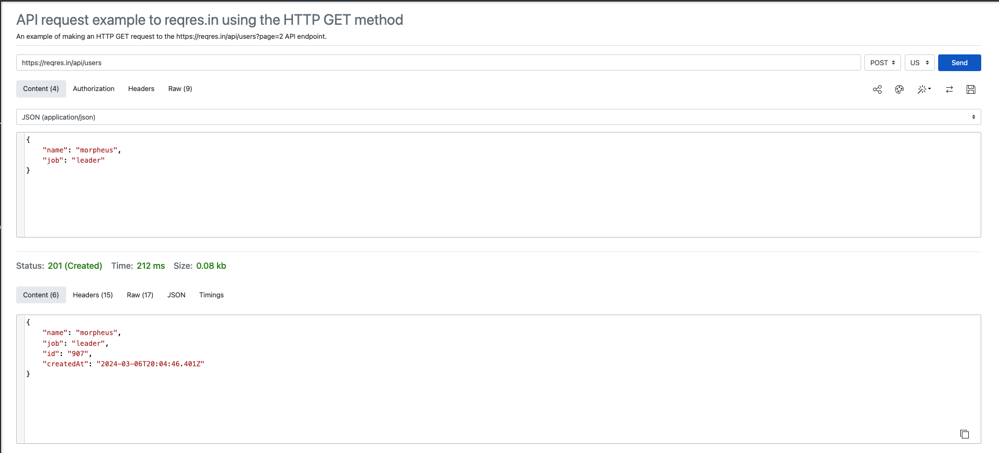 API request example to reqres.in using the HTTP GET method
An example of making an HTTP GET request to the https://reqres.in/api/users?page=2 API endpoint.
https://reqres.in/api/users POST US Send
Content (4) Authorization Headers Raw (9)
JSON (application/json)
{
    "name": "morpheus",
    "job": "leader"
}
Status: 201 (Created) Time: 212 ms Size: 0.08 kb
Content (6) Headers (15) Raw (17) JSON Timings
{
    "name": "morpheus",
    "job": "leader",
    "id": "907",
    "createdAt": "2024-03-06T20:04:46.401Z"
}